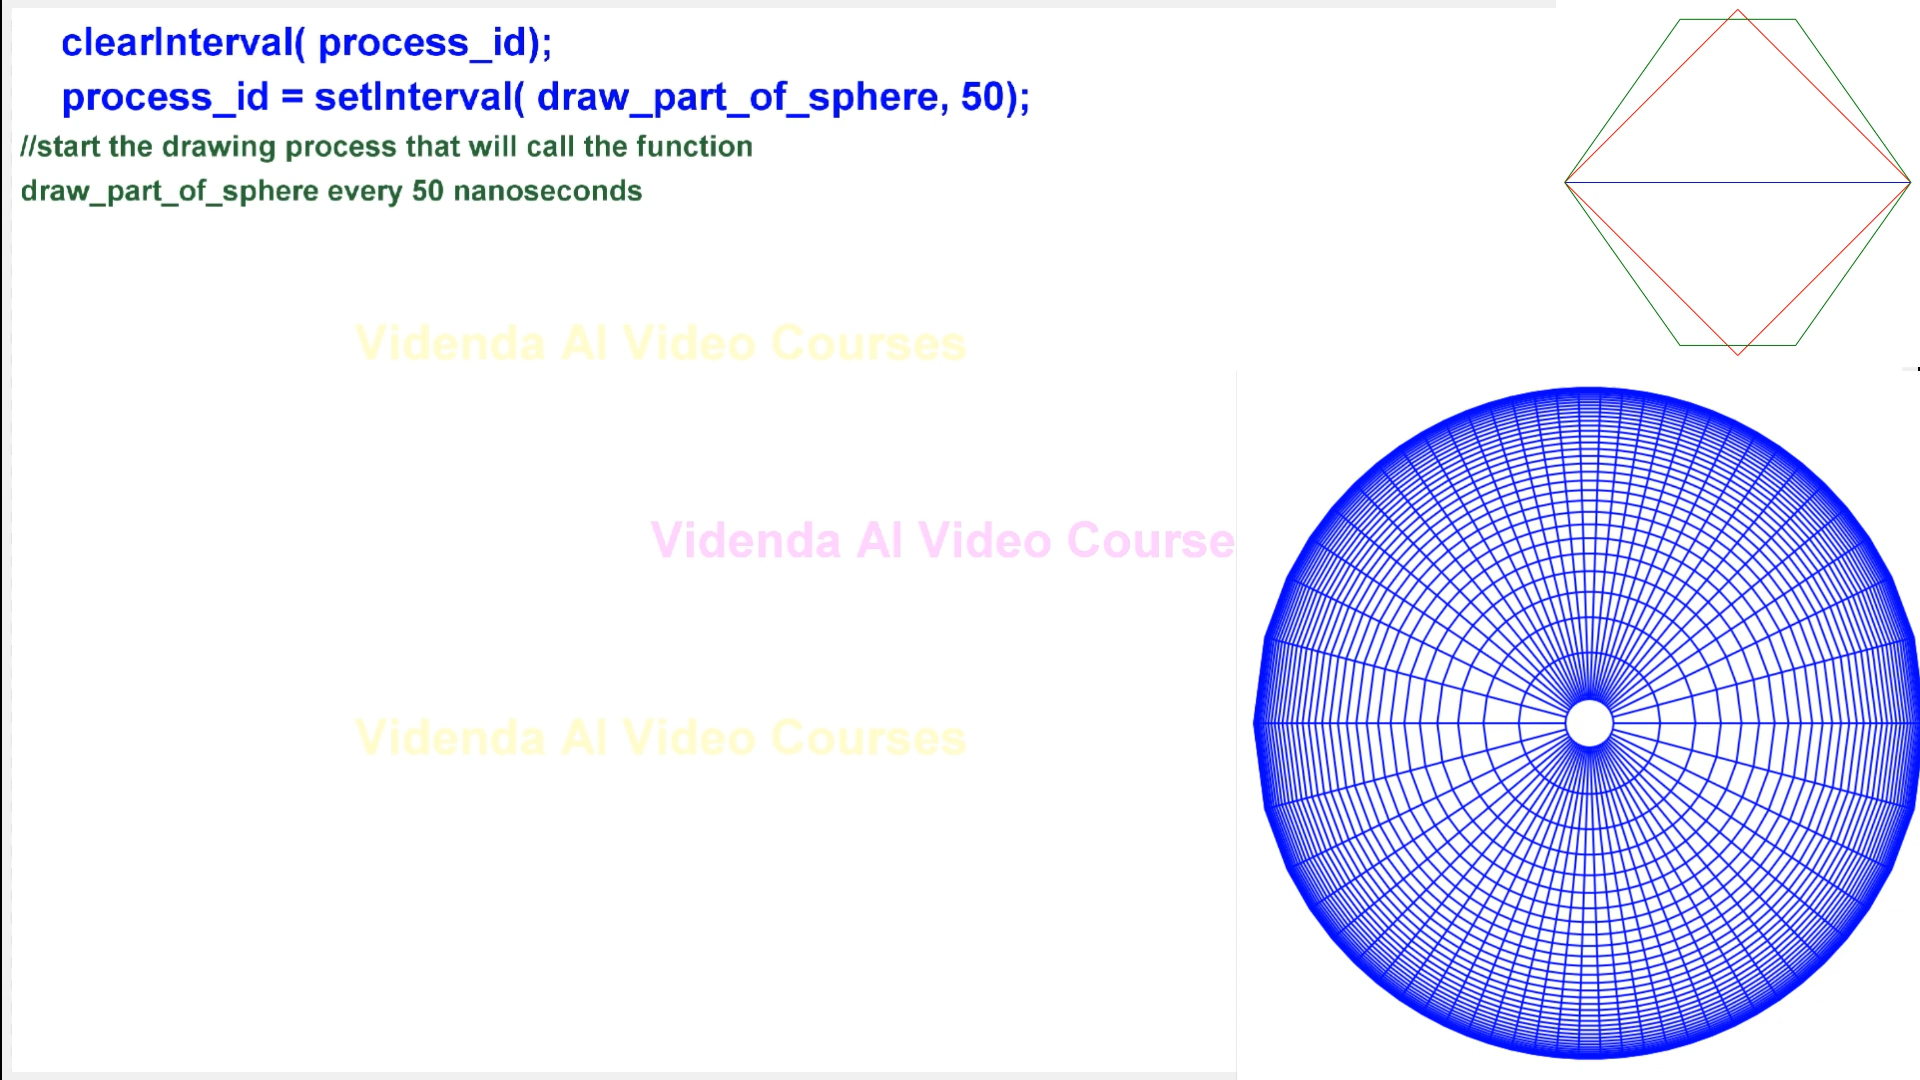 clearInterval( process_id);
process_id = setInterval( draw_part_of_sphere, 50);
//start the drawing process that will call the function
draw_part_of_sphere every 50 nanoseconds
Videnda AI Video Courses
Videnda AI Video Course
Videnda AI Video Courses